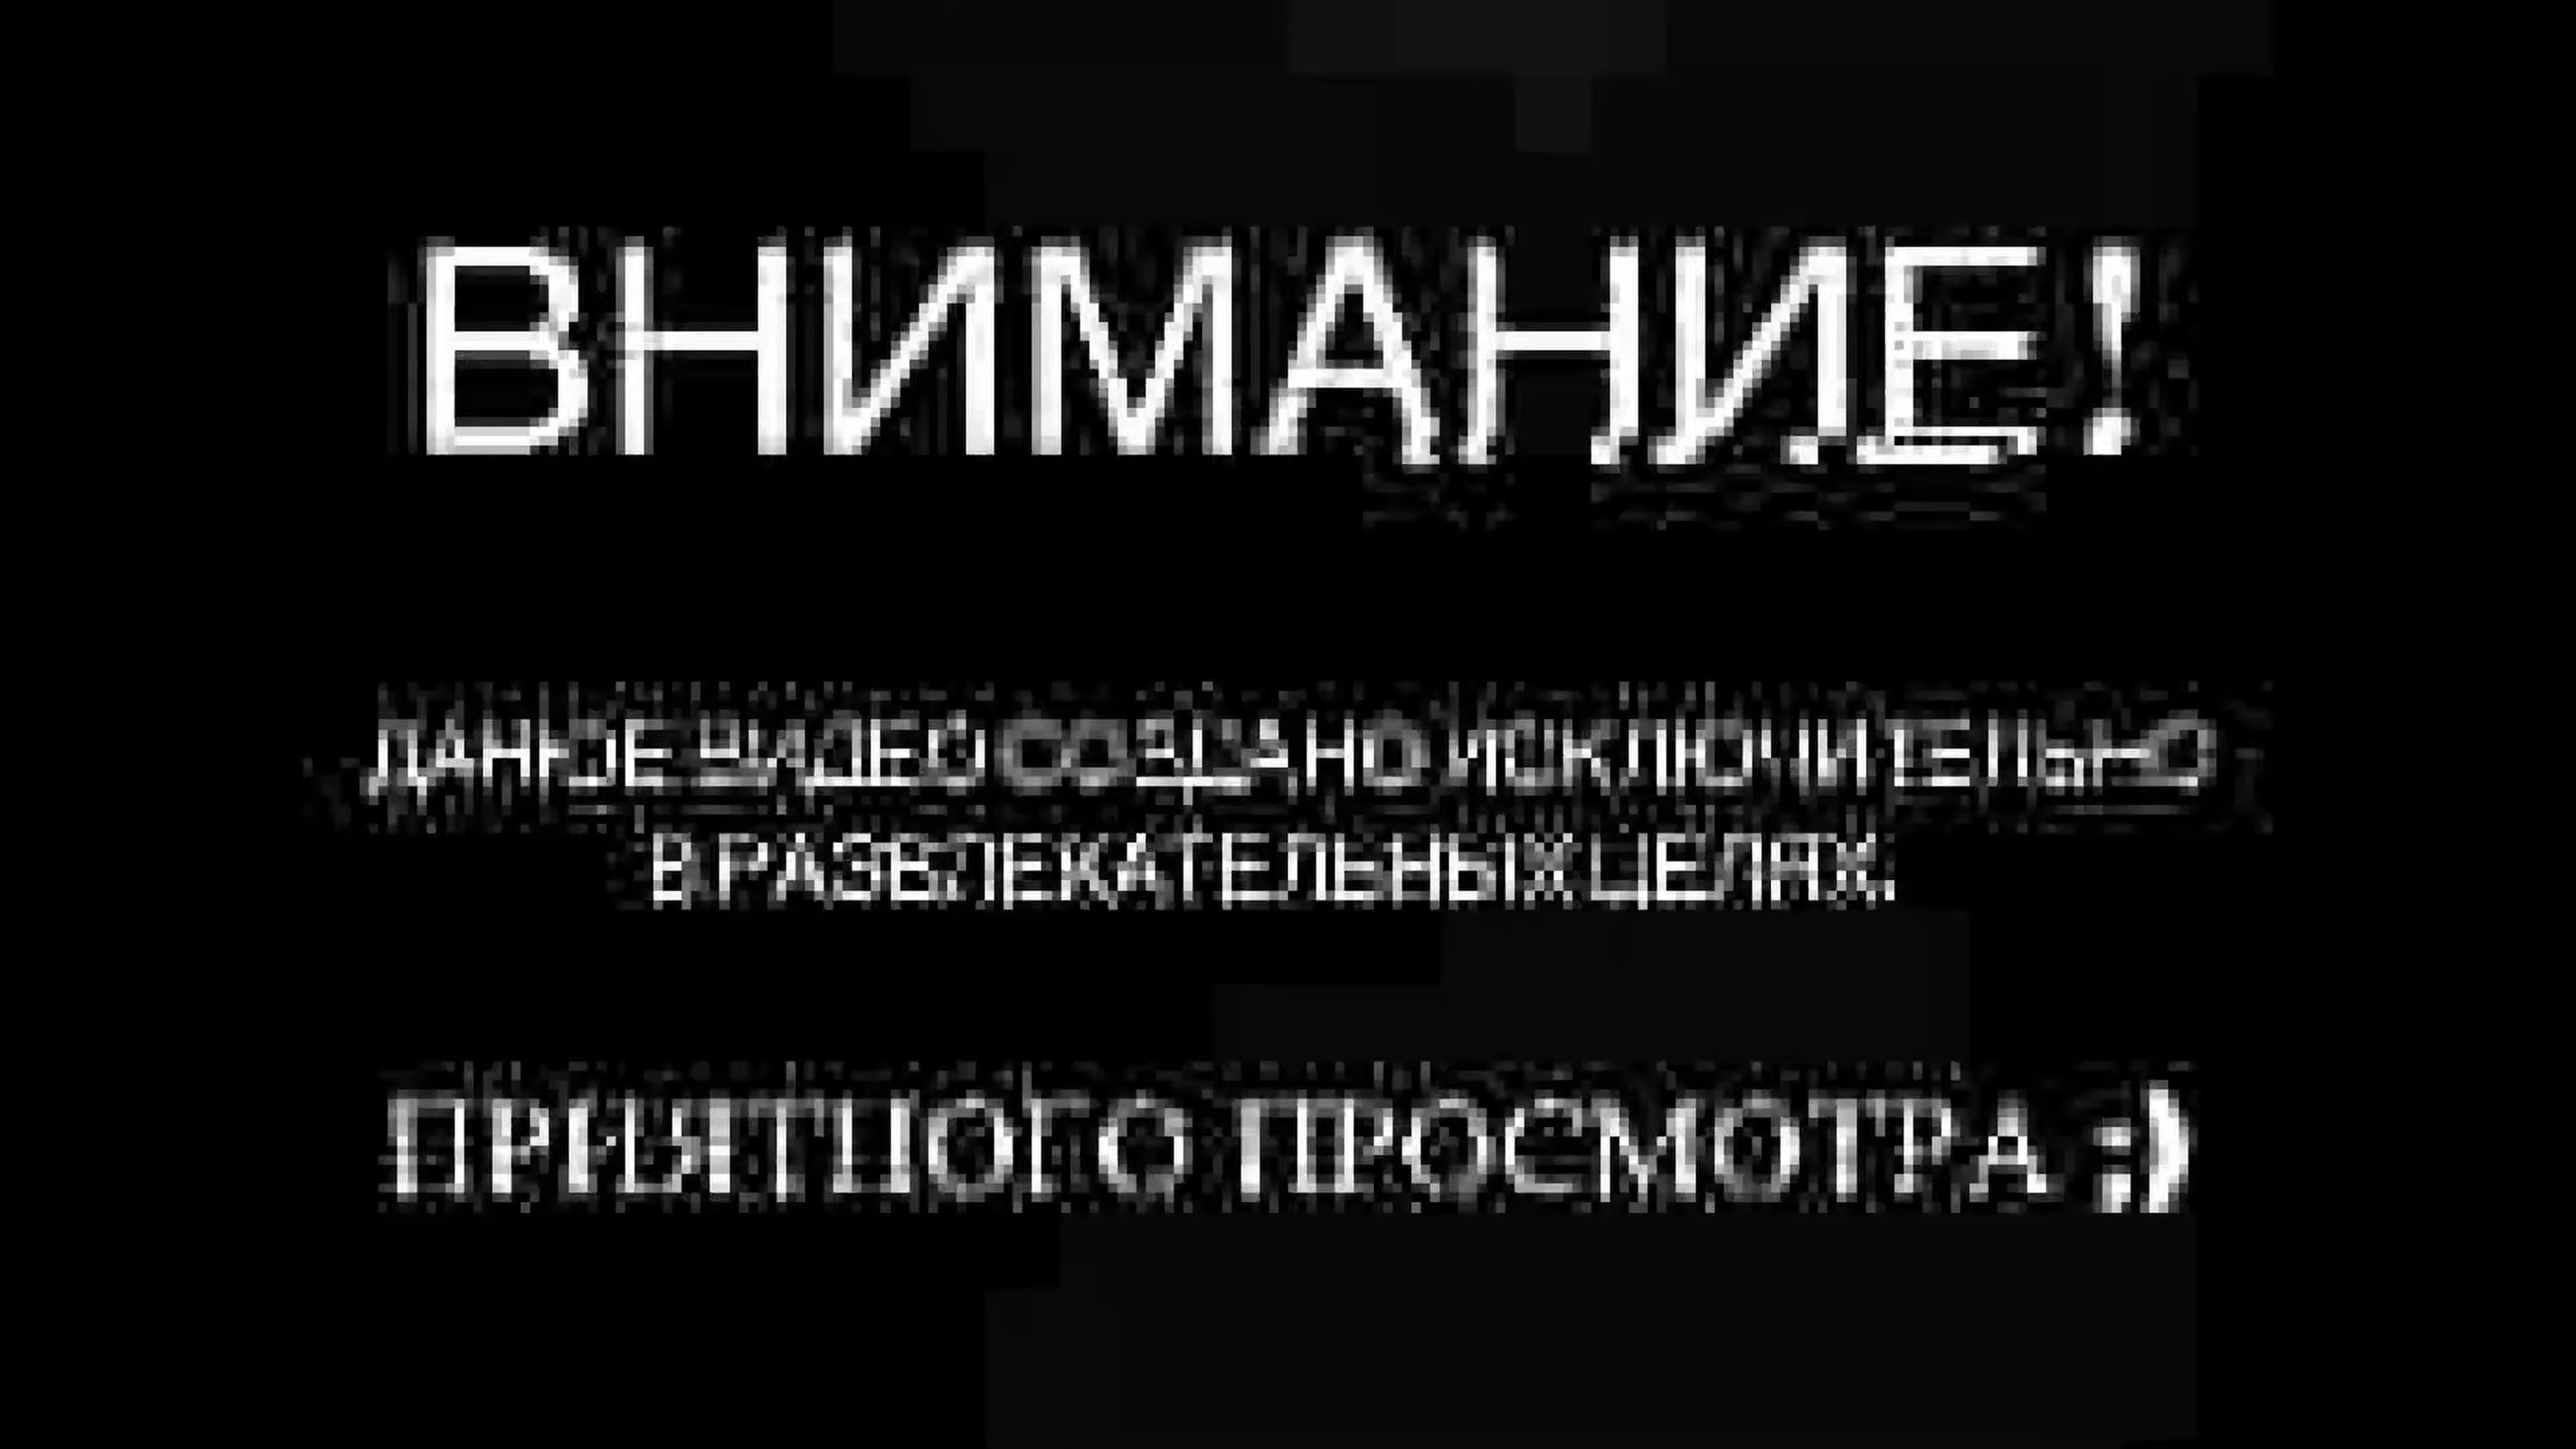 ВНИМАНИЕ!
ДАННОЕ ВИДЕО СОЗДАНО ИСКЛЮЧИТЕЛЬНО
В РАЗВЛЕКАТЕЛЬНЫХ ЦЕЛЯХ.
ПРИЯТНОГО ПРОСМОТРА ;)